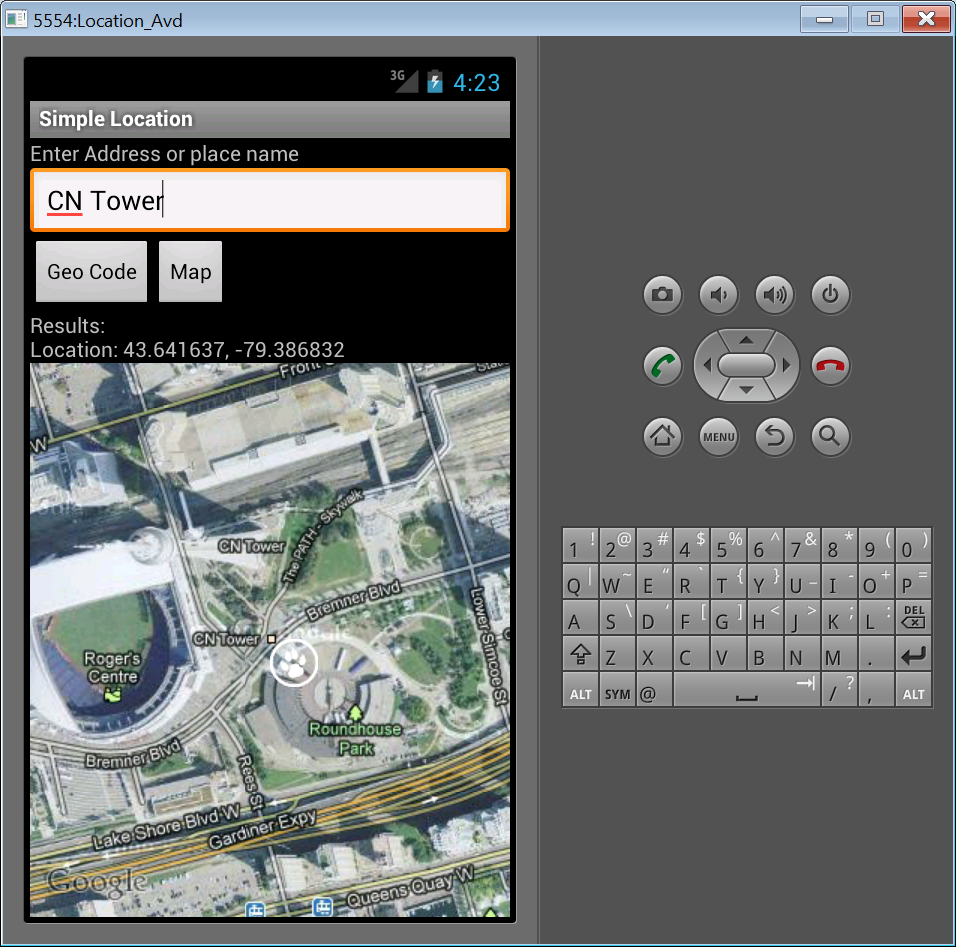 5554:Location_Avd
3G
4:23
Simple Location
Enter Address or place name
CN Tower
Geo Code
Map
Results:
Location: 43.641637, -79.386832
Front
W
CN Tower
The PATH - Skywalk
Bremner Blvd
Lower Simcoe St
CN Tower
Roger's
Centre
Roundhouse
Park
Bremner Blvd
Rees St
Lake Shore Blvd W
Gardiner Expy
Google
Queens Quay W
MENU
1 ! 2 @ 3 # 4 $ 5 % 6 ^ 7 & 8 * 9 ( 0 )
Q | W ~ E “ R ` T { Y } U _ I - O + P =
A S \ D ‘ F [ G ] H < J > K ; L : DEL
Z X C V B N M .
ALT SYM @ / ? , ALT